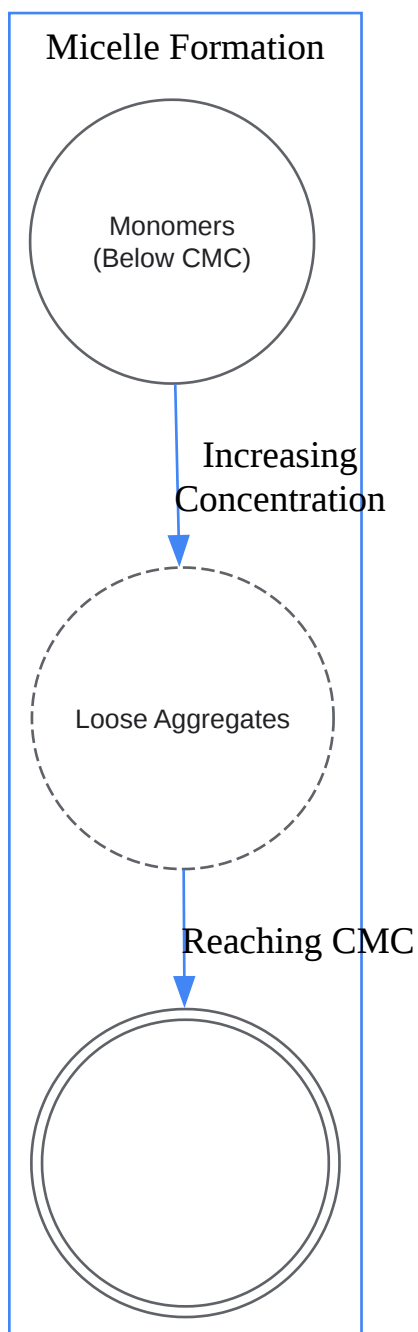 Micelle Formation
Monomers
(Below CMC)
Increasing
Concentration
Loose Aggregates
Reaching CMC